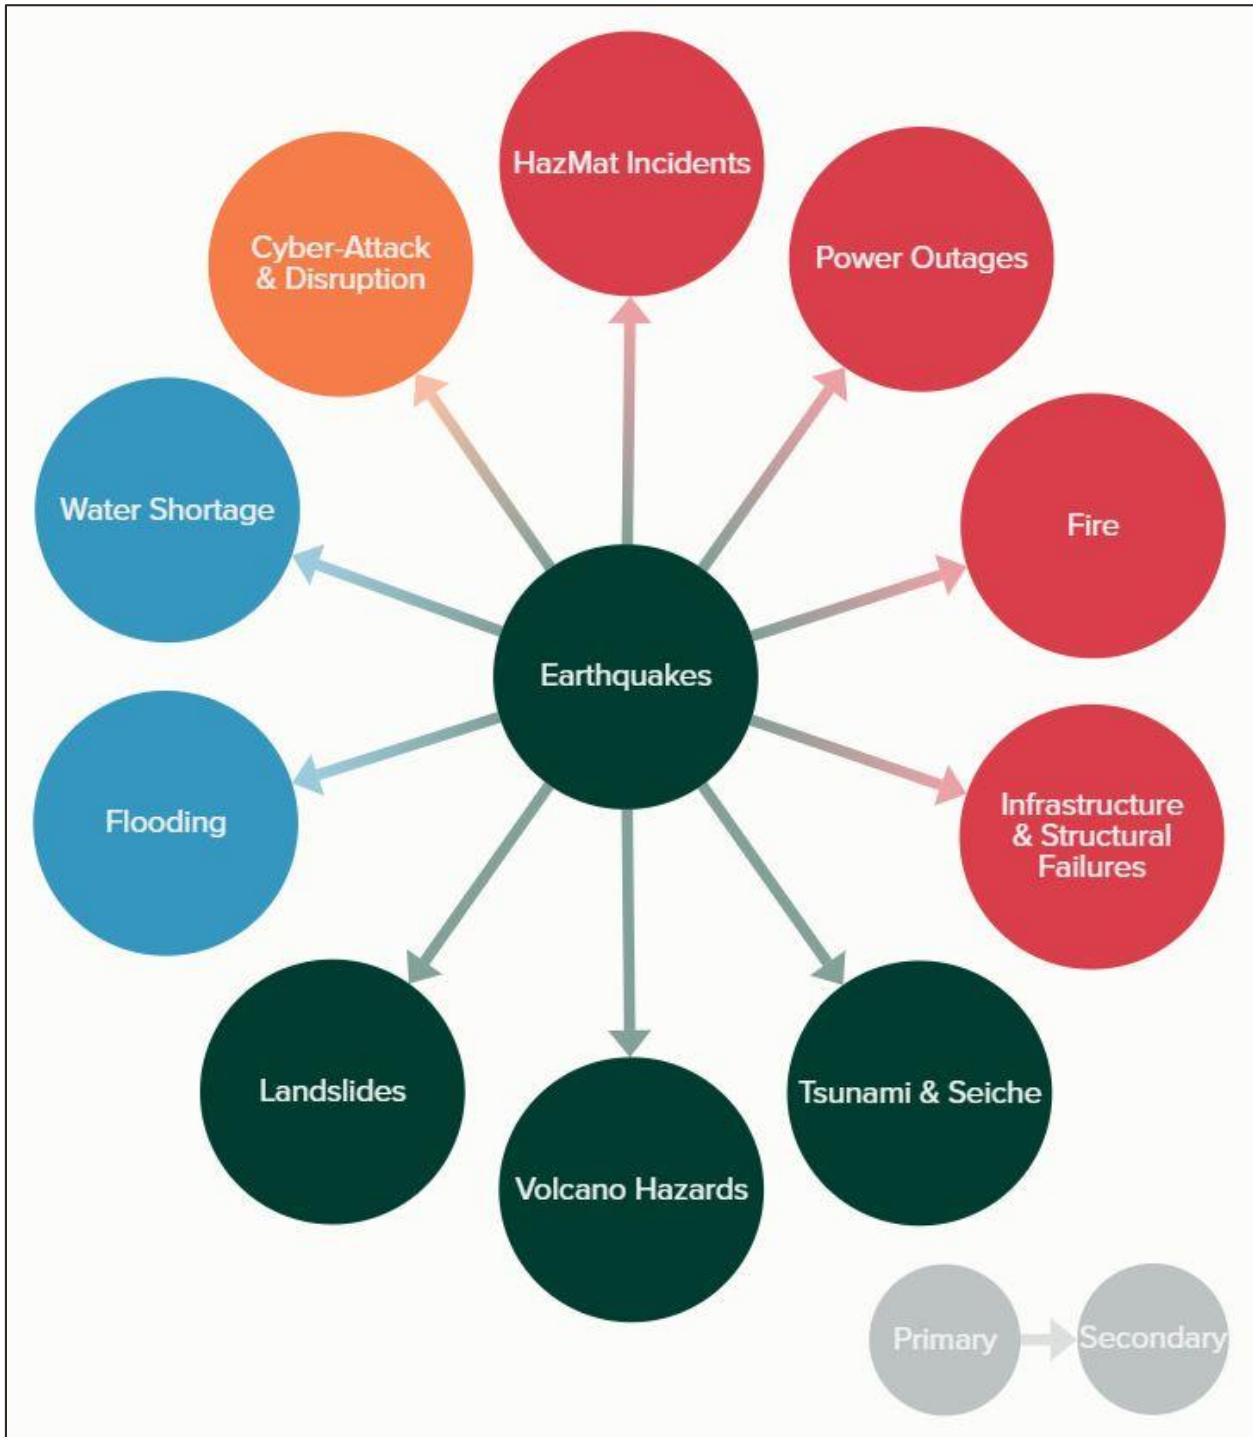 HazMat Incidents
Power Outages
Cyber-Attack
& Disruption
Water Shortage
Fire
Earthquakes
Flooding
Infrastructure
& Structural
Failures
Landslides
Tsunami & Seiche
Volcano Hazards
Primary
Secondary